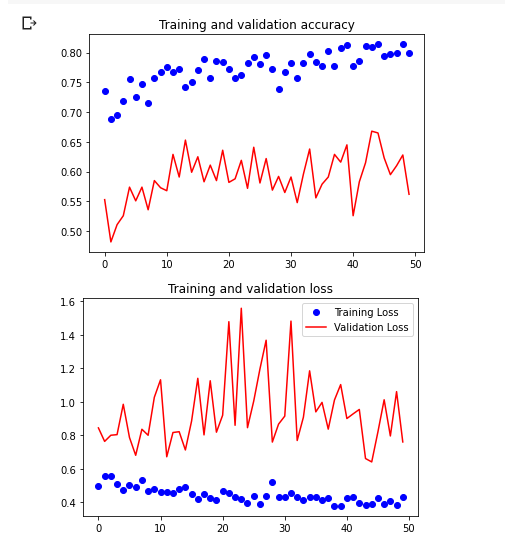 Training and validation accuracy
0.80
0.75
0.70
0.65
0.60
0.55
0.50
0 10 20 30 40 50
Training and validation loss
1.6
1.4
1.2
1.0
0.8
0.6
0.4
Training Loss
Validation Loss
0 10 20 30 40 50